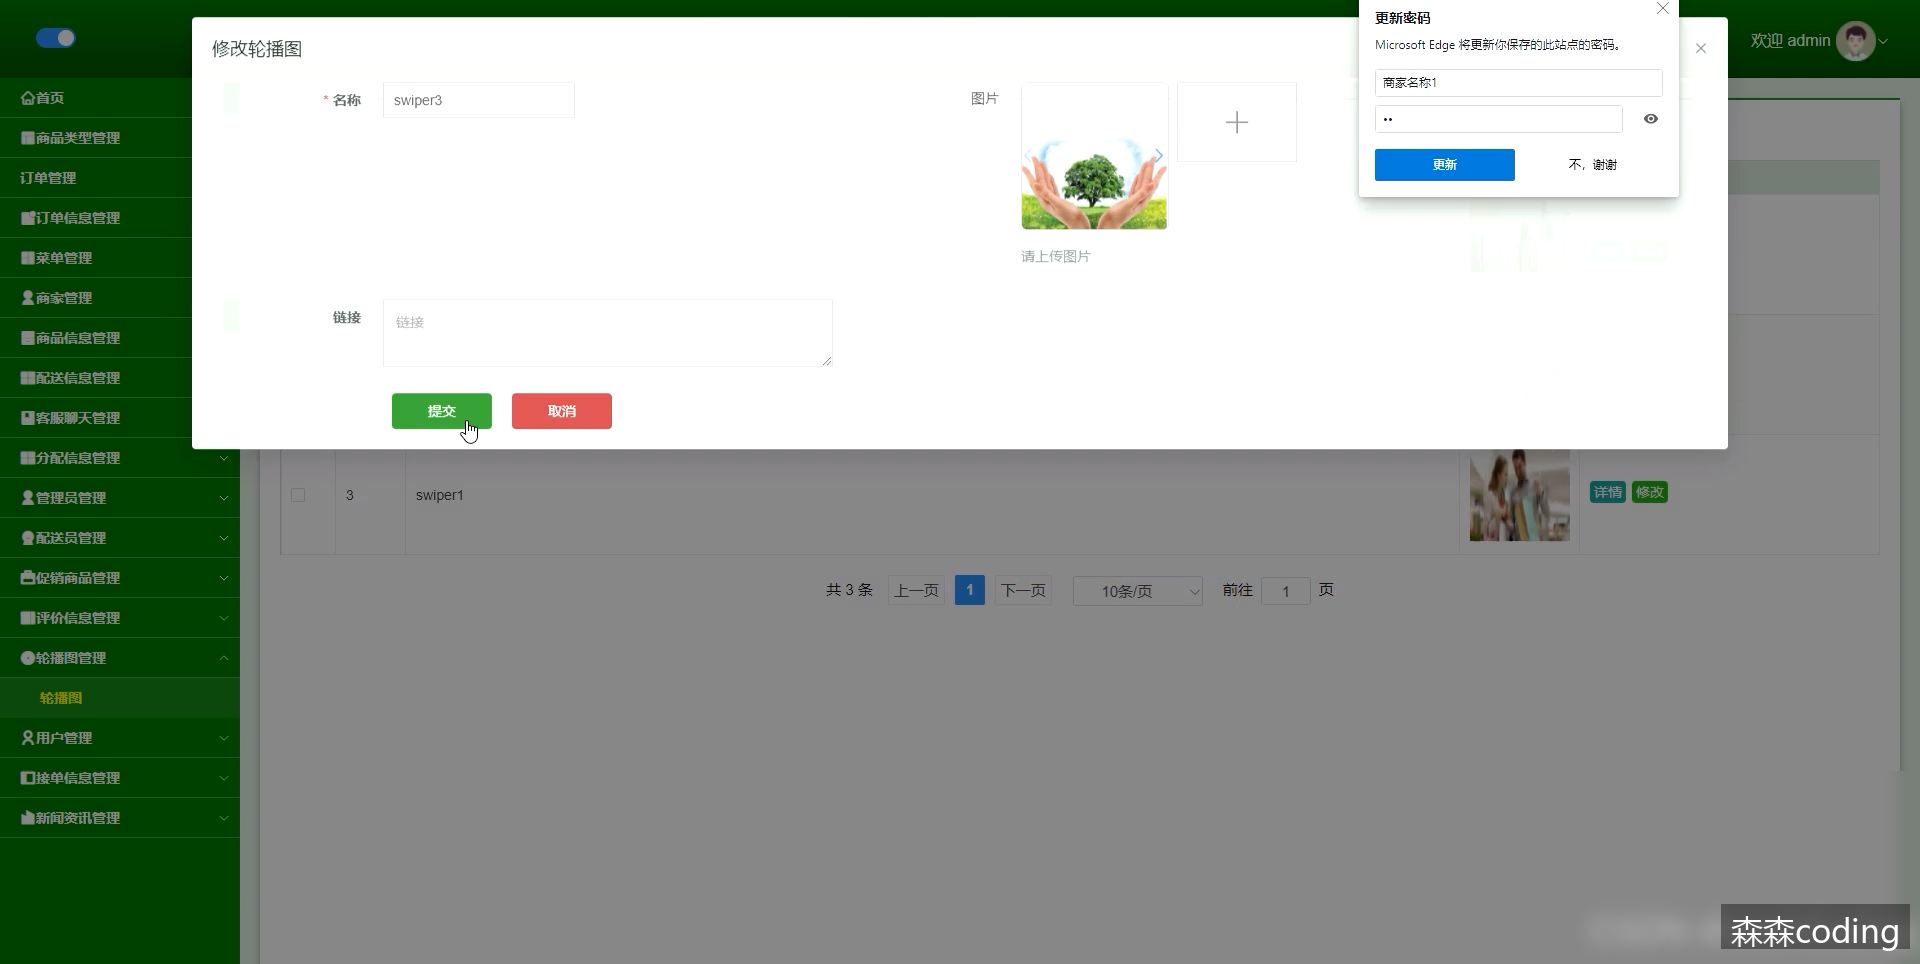 修改轮播图
更新密码
Microsoft Edge 将更新你保存的此站点的密码。
商家名称1
••
更新
不，谢谢
欢迎 admin
* 名称
swiper3
图片
请上传图片
链接
链接
提交
取消
首页
商品类型管理
订单管理
订单信息管理
菜单管理
商家管理
商品信息管理
配送信息管理
客服聊天管理
分配信息管理
管理员管理
配送员管理
促销商品管理
评价信息管理
轮播图管理
轮播图
用户管理
接单信息管理
新闻资讯管理
3
swiper1
详情
修改
共 3 条
上一页
1
下一页
10条/页
前往
1
页
森森coding